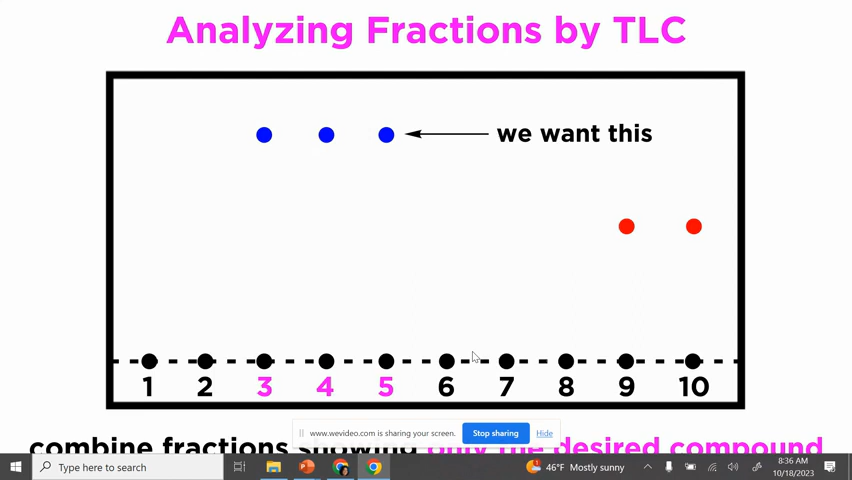 Analyzing Fractions by TLC
we want this
1 2 3 4 5 6 7 8 9 10
www.wevideo.com is sharing your screen. Stop sharing Hide
combine fractions showing only the desired compound
Type here to search
46°F Mostly sunny
8:36 AM
10/18/2023